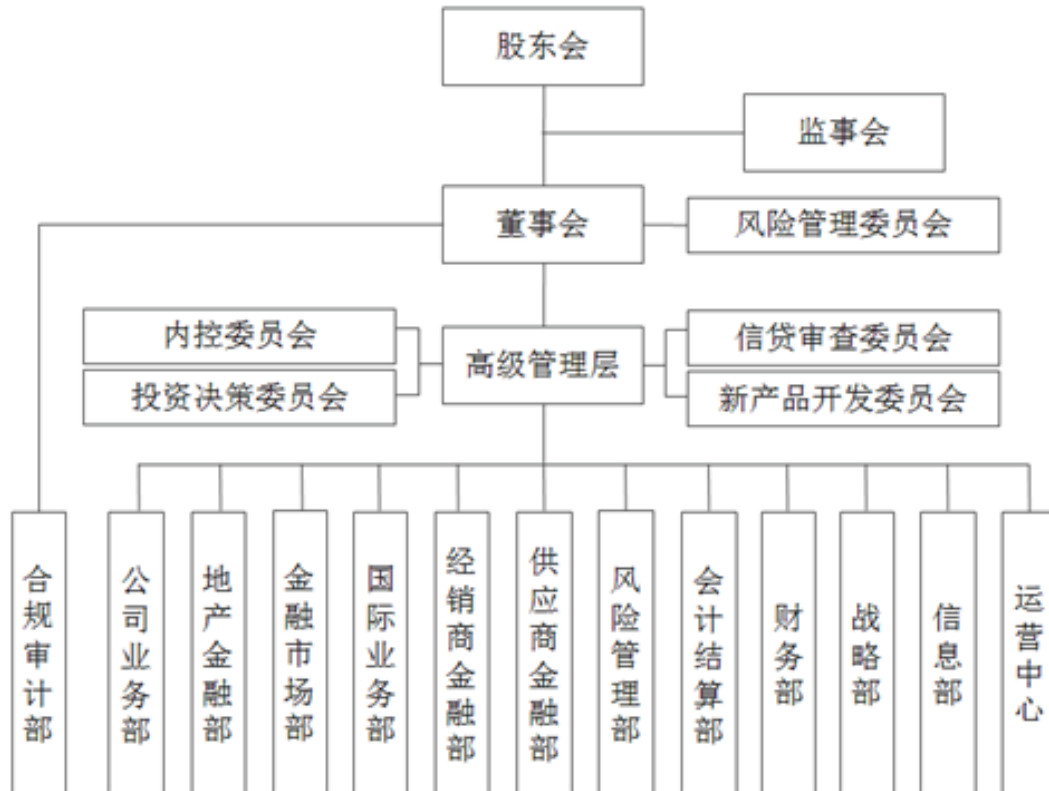 股东会
监事会
董事会
风险管理委员会
内控委员会
信贷审查委员会
高级管理层
投资决策委员会
新产品开发委员会
合规审计部
公司业务部
地产金融部
金融市场部
国际业务部
经销商金融部
供应商金融部
风险管理部
会计结算部
财务部
战略部
信息部
运营中心